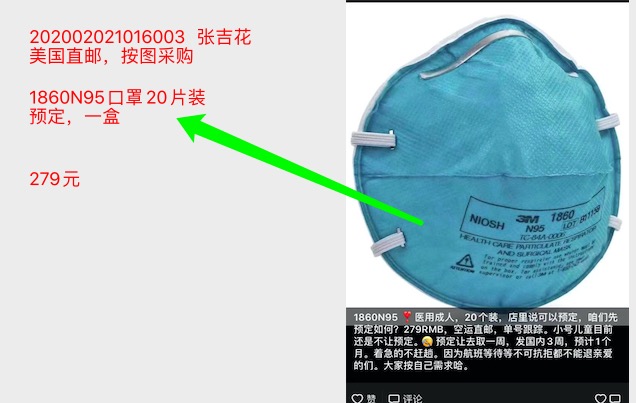 202002021016003 张吉花
美国直邮，按图采购
1860N95口罩20片装
预定，一盒
279元
NIOSH 3M 1860
N95
TC-84A-0006
HEALTH CARE PARTICULATE RESPIRATOR
AND SURGICAL MASK
ATTENTION
1860N95❣️医用成人，20个装，店里说可以预定，咱们先
预定如何？279RMB，空运直邮，单号跟踪。小号儿童目前
还是不让预定。预定让去取一周，发国内3周，预计1个
月。着急的不赶趟。因为航班等待等不可抗拒都不能退亲爱
的们。大家按自己需求哈。
赞 评论